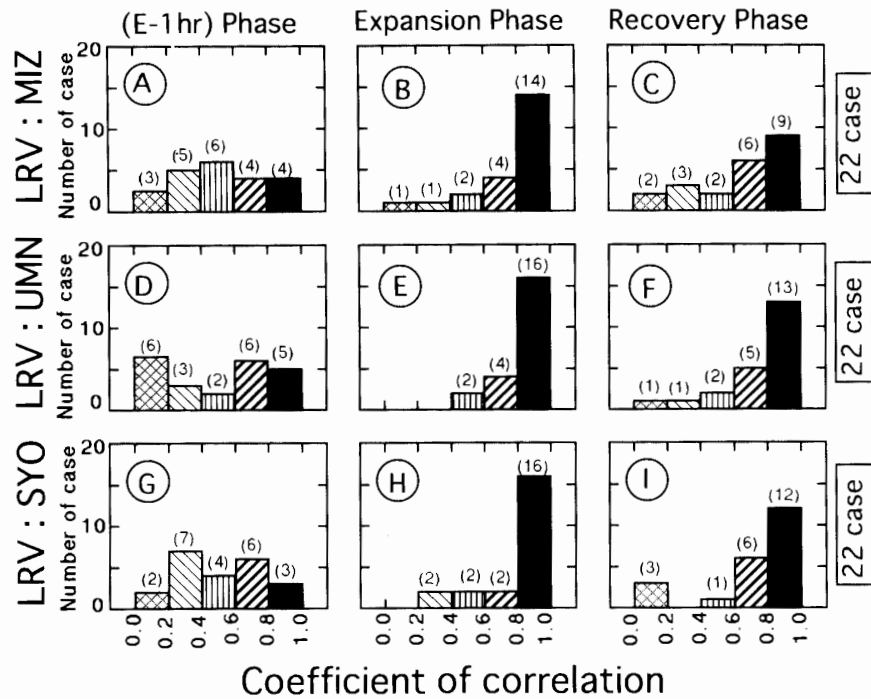 (E-1hr) Phase Expansion Phase Recovery Phase
LRV : MIZ
Number of case
20
10
0
A
(3) (5) (6) (4) (4)
B
(1) (1) (2) (4) (14)
C
(2) (3) (2) (6) (9)
22 case
LRV : UMN
Number of case
20
10
0
D
(6) (3) (2) (6) (5)
E
(2) (4) (16)
F
(1) (1) (2) (5) (13)
22 case
LRV : SYO
Number of case
20
10
0
G
(2) (7) (4) (6) (3)
H
(2) (2) (2) (16)
I
(3) (1) (6) (12)
22 case
0.0 0.2 0.4 0.6 0.8 1.0 0.0 0.2 0.4 0.6 0.8 1.0 0.0 0.2 0.4 0.6 0.8 1.0
Coefficient of correlation